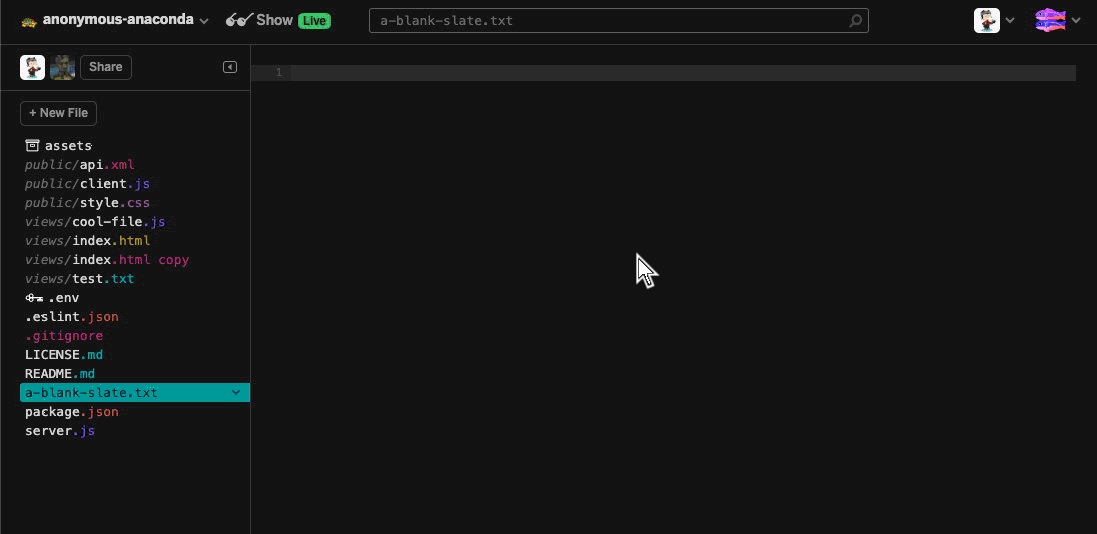 anonymous-anaconda Show Live a-blank-slate.txt
Share
1
+ New File
assets
public/api.xml
public/client.js
public/style.css
views/cool-file.js
views/index.html
views/index.html copy
views/test.txt
.env
.eslint.json
.gitignore
LICENSE.md
README.md
a-blank-slate.txt
package.json
server.js